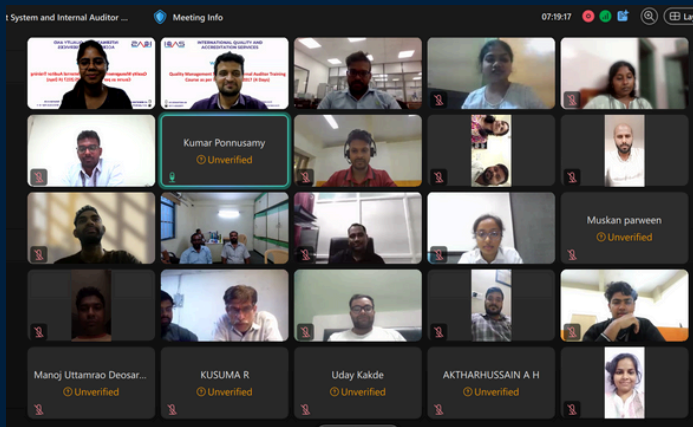 t System and Internal Auditor ...
Meeting Info
07:19:17
La
INTERNATIONAL QUALITY AND
ACCREDITATION SERVICES
Kumar Ponnusamy
Unverified
Muskan parween
Unverified
Manoj Uttamrao Deosar...
Unverified
KUSUMA R
Unverified
Uday Kakde
Unverified
AKTHARHUSSAIN A H
Unverified